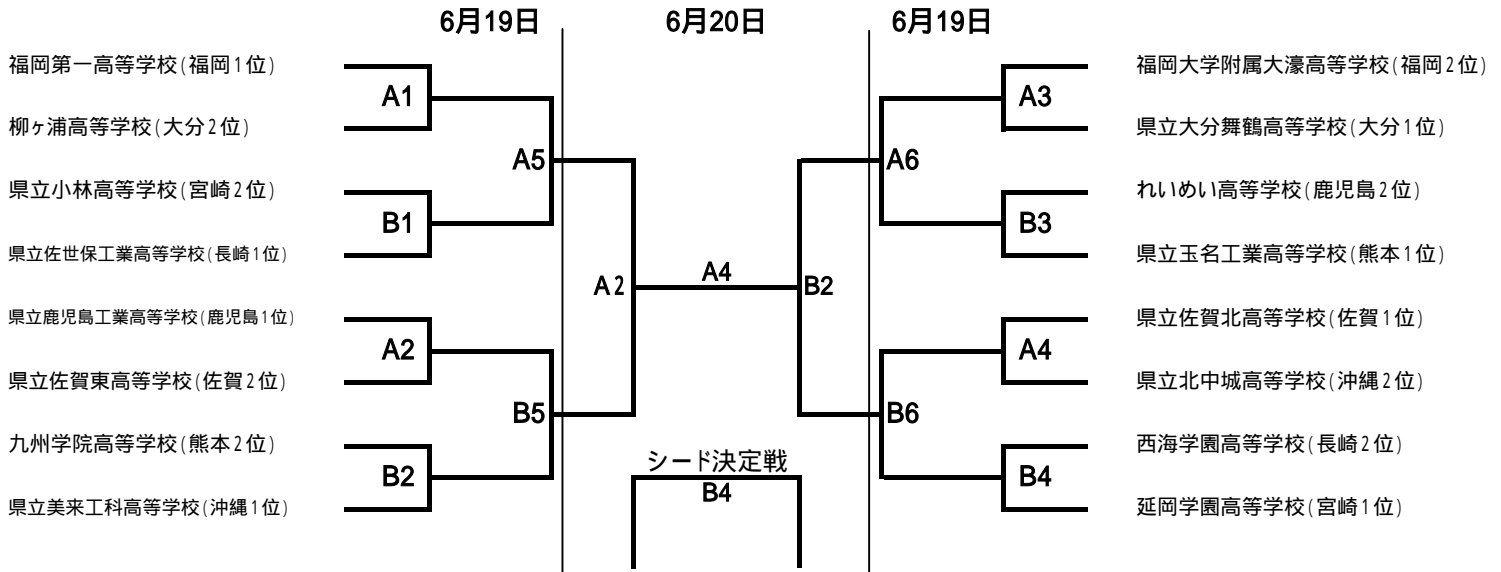 6月19日 6月20日 6月19日
福岡第一高等学校(福岡1位)
A1
柳ヶ浦高等学校(大分2位)
A5
県立小林高等学校(宮崎2位)
B1
県立佐世保工業高等学校(長崎1位)
A2
県立鹿児島工業高等学校(鹿児島1位)
A2
県立佐賀東高等学校(佐賀2位)
B5
九州学院高等学校(熊本2位)
B2
県立美来工科高等学校(沖縄1位)
A4
シード決定戦
B4
福岡大学附属大濠高等学校(福岡2位)
A3
県立大分舞鶴高等学校(大分1位)
A6
れいめい高等学校(鹿児島2位)
B3
県立玉名工業高等学校(熊本1位)
B2
県立佐賀北高等学校(佐賀1位)
A4
県立北中城高等学校(沖縄2位)
B6
西海学園高等学校(長崎2位)
B4
延岡学園高等学校(宮崎1位)